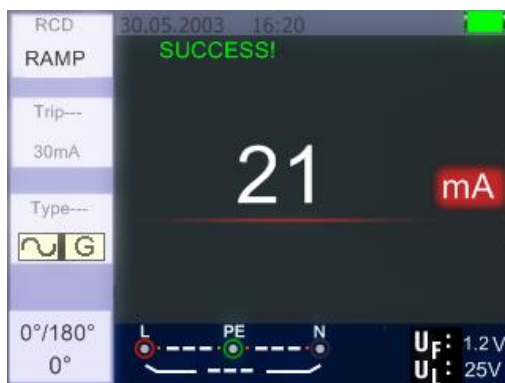 RCD
30.05.2003 16:20
RAMP
SUCCESS!
Trip---
30mA
21
mA
Type---
G
0°/180°
0°
L PE N
UF: 1.2V
UL: 25V